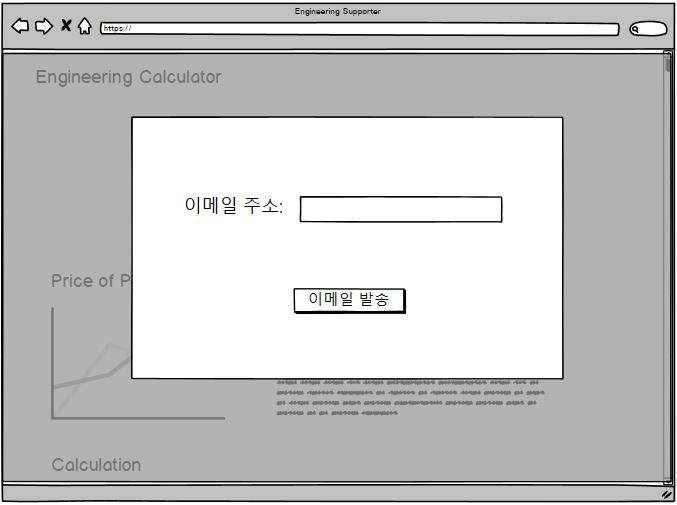 Engineering Supporter
https://
Engineering Calculator
이메일 주소:
Price of P
이메일 발송
Calculation